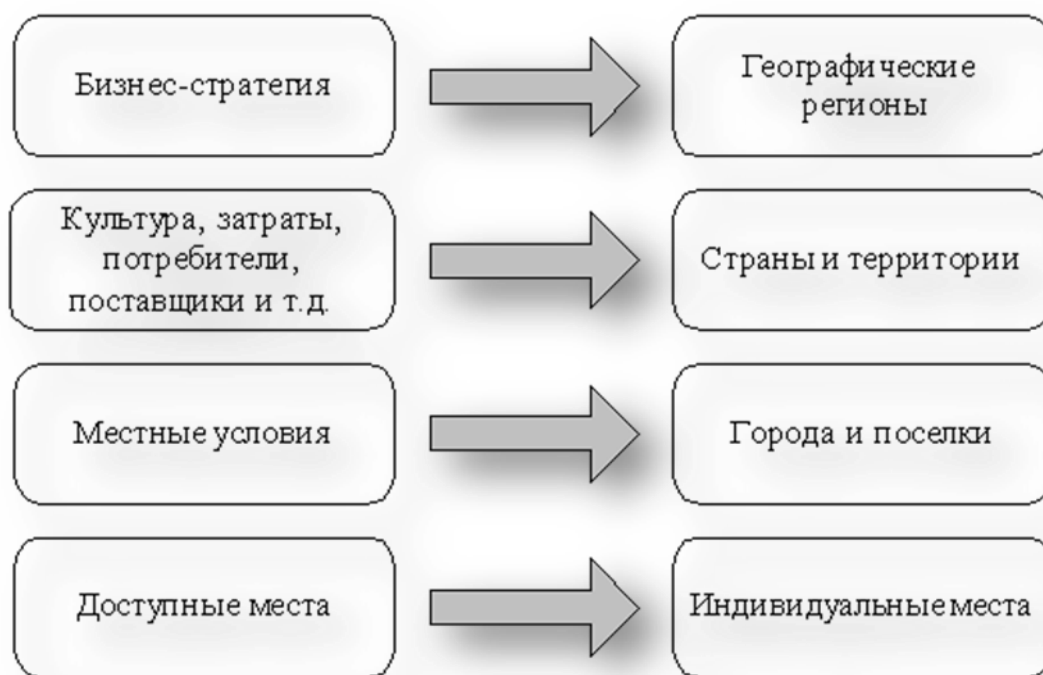 Бизнес-стратегия
Географические
регионы
Культура, затраты,
потребители,
поставщики и т.д.
Страны и территории
Местные условия
Города и поселки
Доступные места
Индивидуальные места